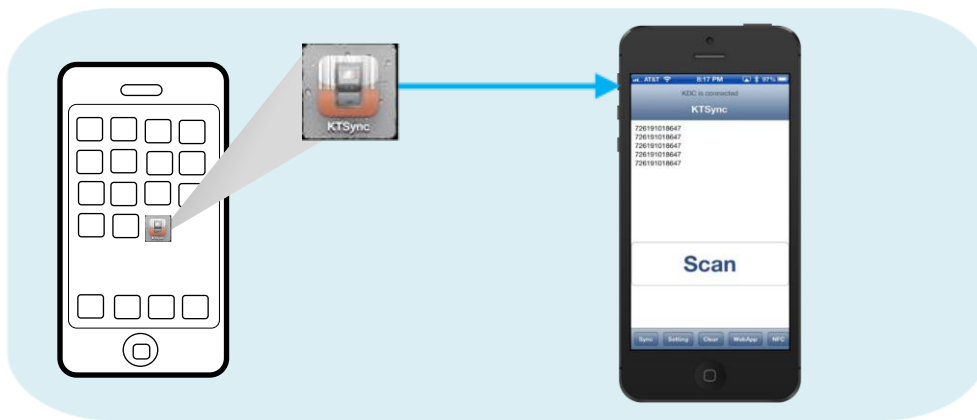 KTSync
AT&T 8:17 PM 97%
KDC is connected
KTSync
726191018647
726191018647
726191018647
726191018647
726191018647
Scan
Sync Setting Clear WebApp NFC